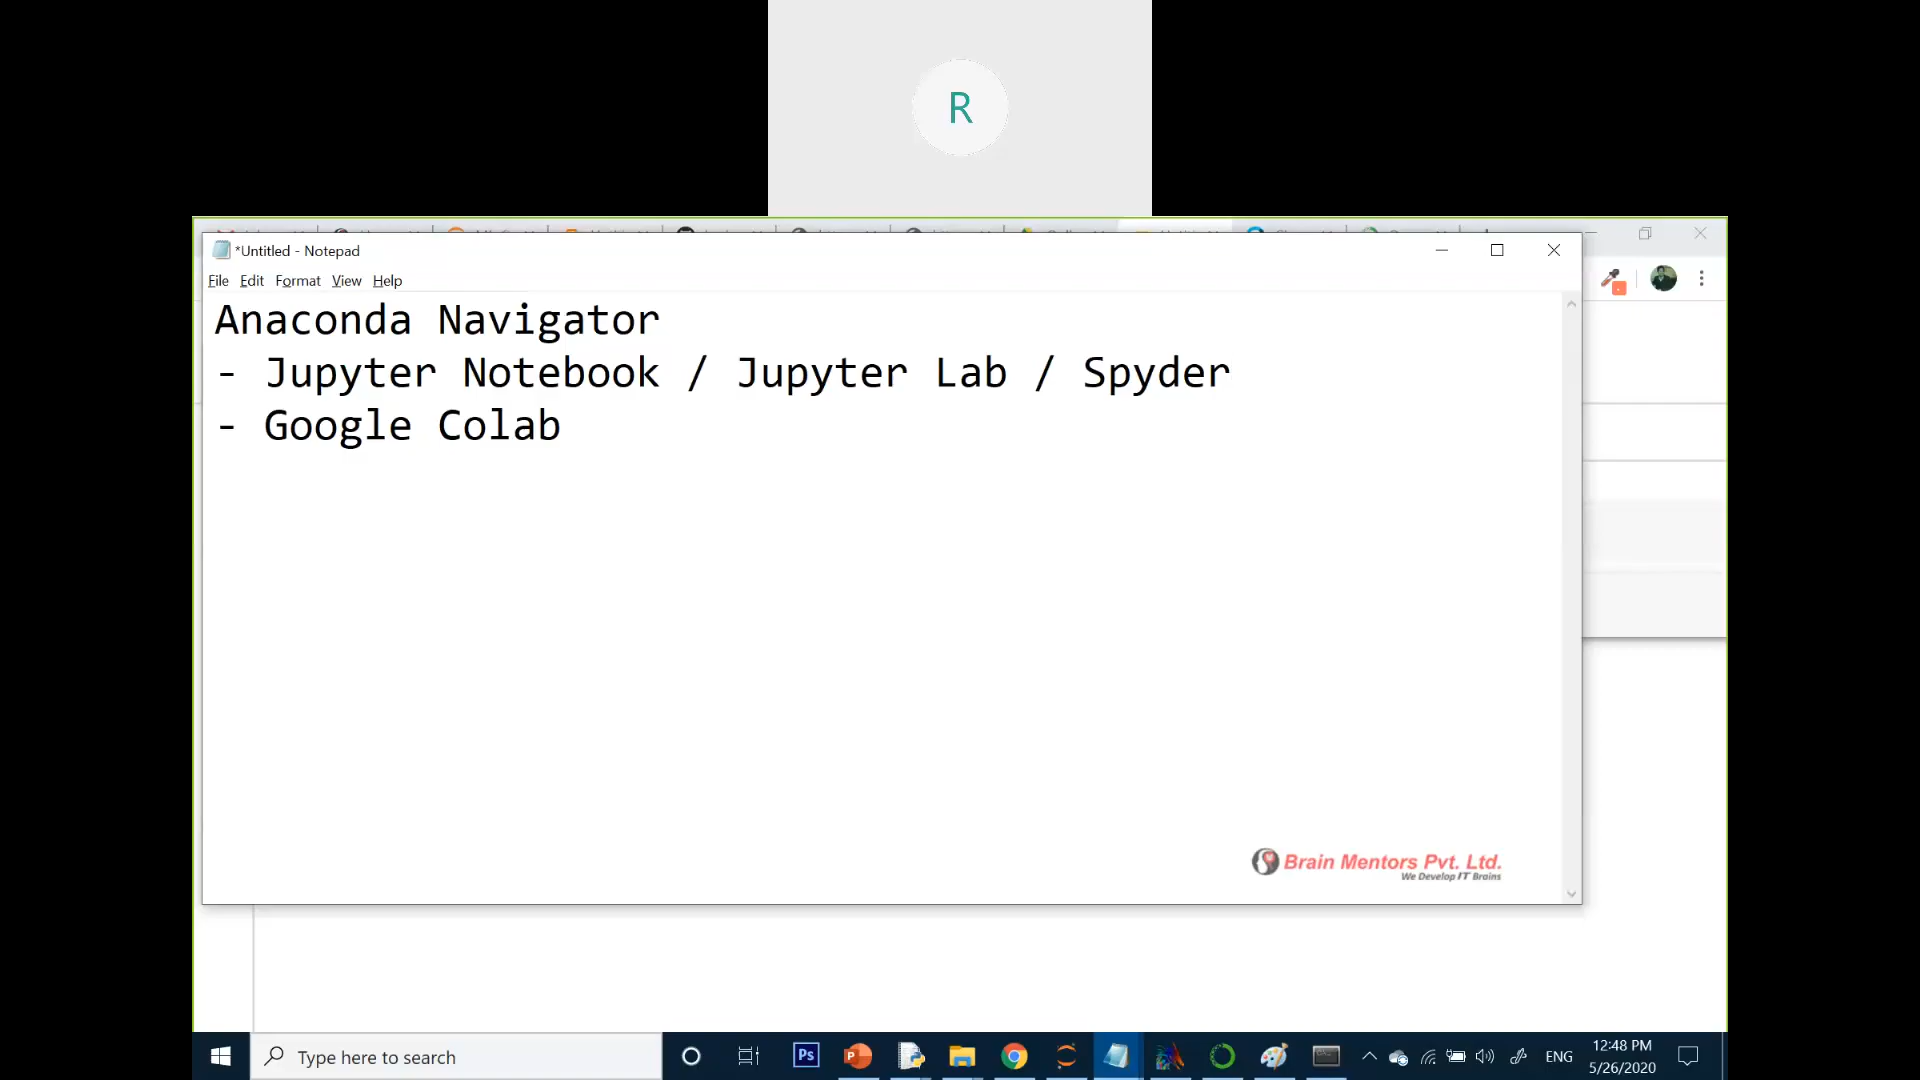 R
*Untitled - Notepad
File Edit Format View Help
Anaconda Navigator
- Jupyter Notebook / Jupyter Lab / Spyder
- Google Colab
Brain Mentors Pvt. Ltd.
We Develop IT Brains
Type here to search
Ps
P
ENG
12:48 PM
5/26/2020